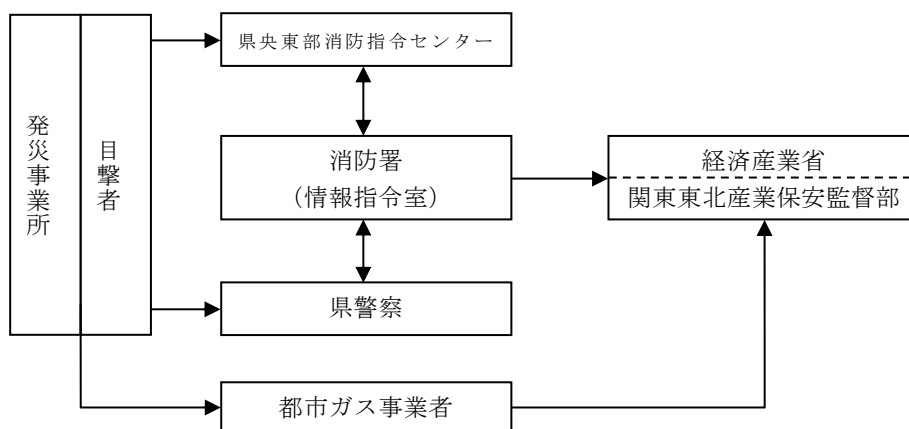 発災事業所
目撃者
県央東部消防指令センター
消防署
(情報指令室)
経済産業省
関東東北産業保安監督部
県警察
都市ガス事業者